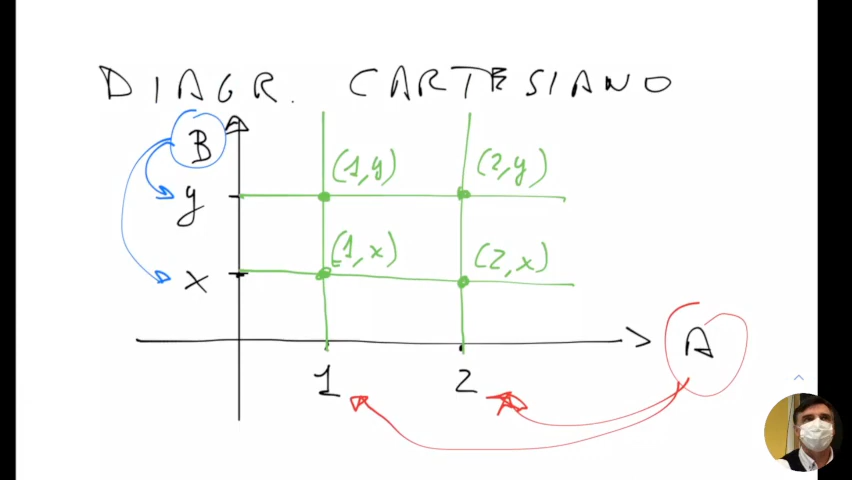 DIAGR. CARTESIANO
B
(1,y) (2,y)
y
(1,x) (2,x)
x
A
1 2